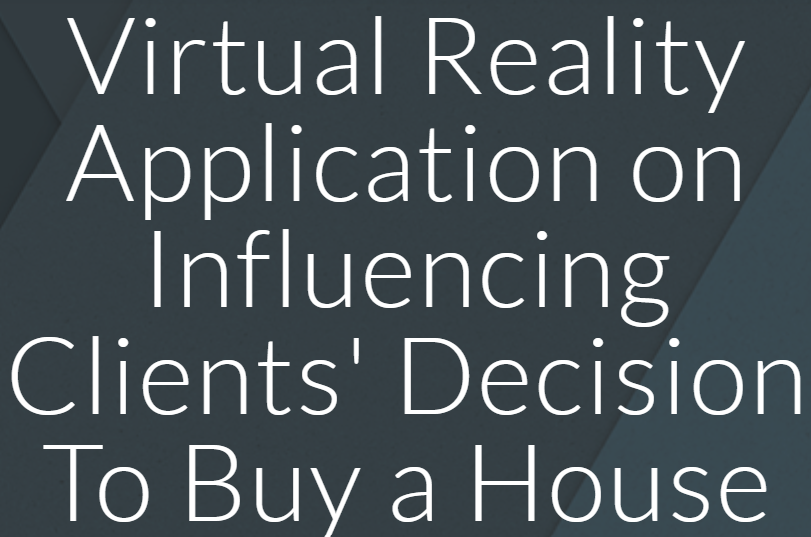 Virtual Reality
Application on
Influencing
Clients' Decision
To Buy a House